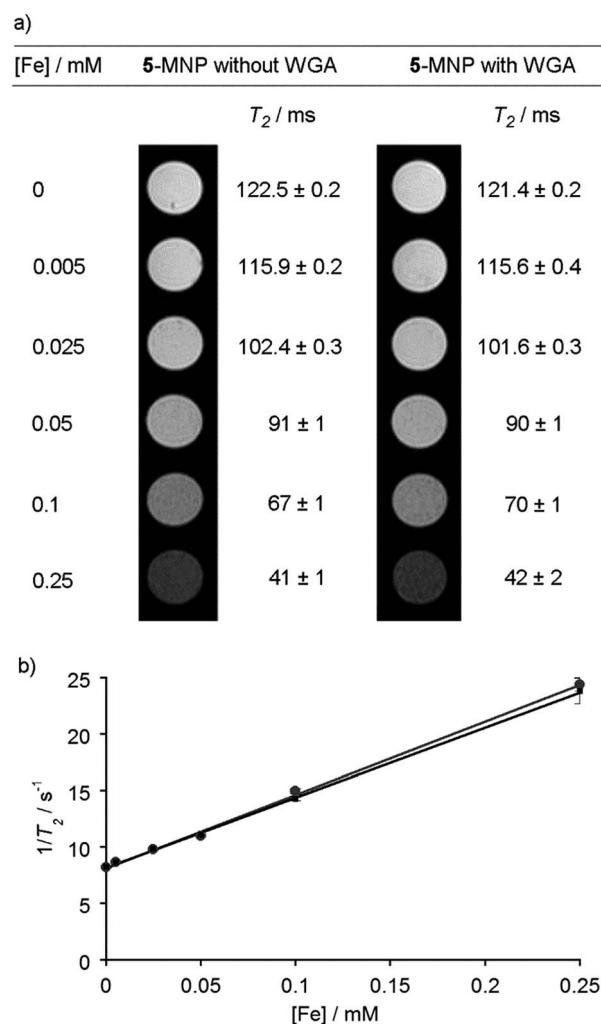 a)
[Fe] / mM 5-MNP without WGA 5-MNP with WGA
T2 / ms T2 / ms
0 122.5 ± 0.2 121.4 ± 0.2
0.005 115.9 ± 0.2 115.6 ± 0.4
0.025 102.4 ± 0.3 101.6 ± 0.3
0.05 91 ± 1 90 ± 1
0.1 67 ± 1 70 ± 1
0.25 41 ± 1 42 ± 2
b)
25
20
15
10
5
0
1/T2 / s⁻¹
0 0.05 0.1 0.15 0.2 0.25
[Fe] / mM